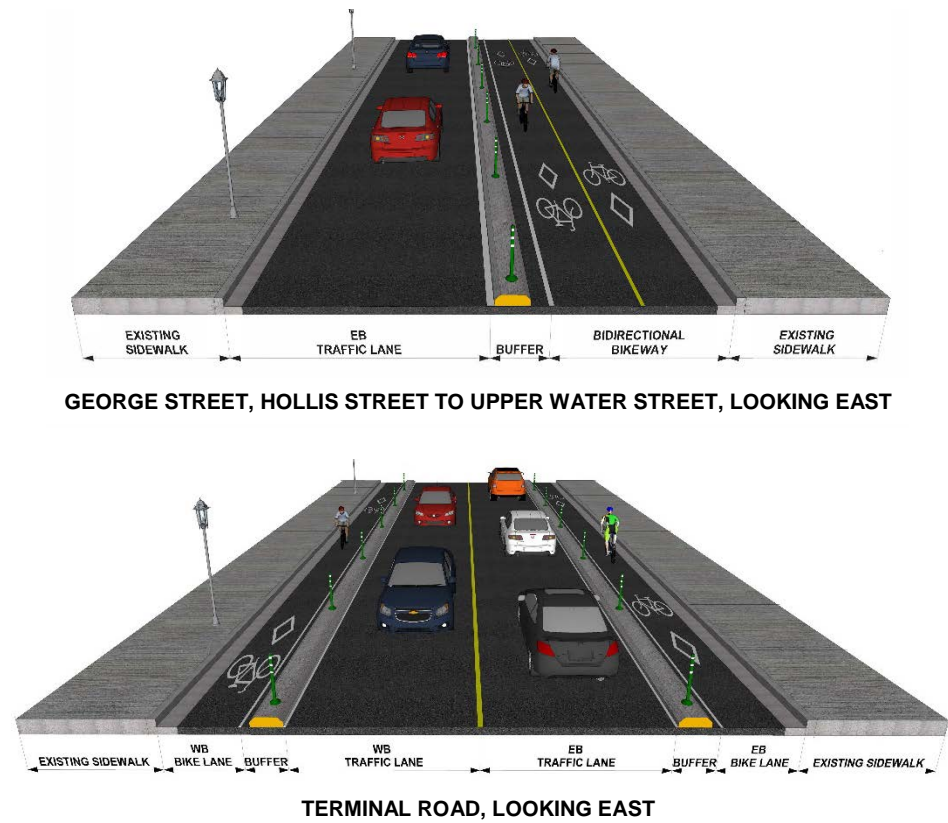 EXISTING
SIDEWALK
EB
TRAFFIC LANE
BUFFER
BIDIRECTIONAL
BIKEWAY
EXISTING
SIDEWALK
GEORGE STREET, HOLLIS STREET TO UPPER WATER STREET, LOOKING EAST
EXISTING SIDEWALK
WB
BIKE LANE
BUFFER
WB
TRAFFIC LANE
EB
TRAFFIC LANE
BUFFER
EB
BIKE LANE
EXISTING SIDEWALK
TERMINAL ROAD, LOOKING EAST